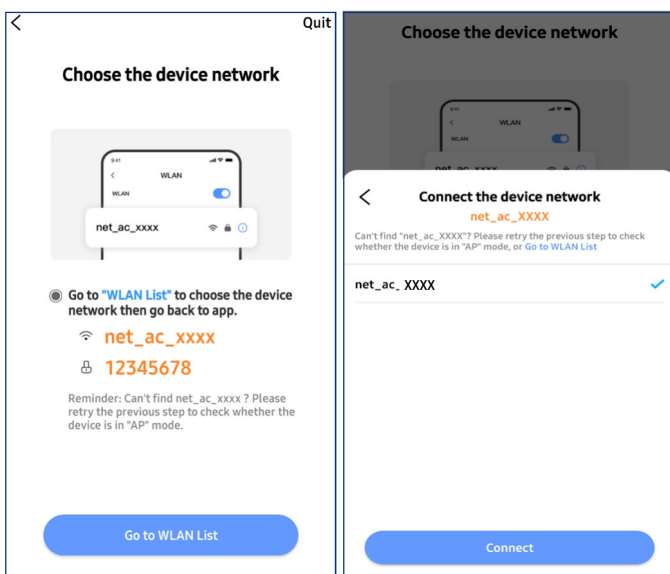 Quit
Choose the device network
9:41
WLAN
WLAN
net_ac_xxxx
Go to "WLAN List" to choose the device
network then go back to app.
net_ac_xxxx
12345678
Reminder: Can't find net_ac_xxxx ? Please
retry the previous step to check whether the
device is in "AP" mode.
Go to WLAN List
Choose the device network
9:41
WLAN
WLAN
net_ac_xxxx
Connect the device network
net_ac_XXXX
Can't find "net_ac_XXXX"? Please retry the previous step to check
whether the device is in "AP" mode, or Go to WLAN List
net_ac_ XXXX
Connect